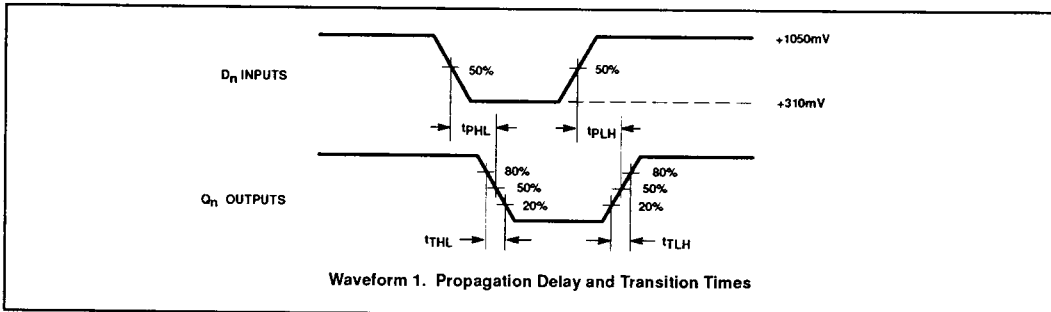 +1050mV
Dn INPUTS
50%
50%
+310mV
tPHL
tPLH
Qn OUTPUTS
80%
50%
20%
80%
50%
20%
tTHL
tTLH
Waveform 1. Propagation Delay and Transition Times